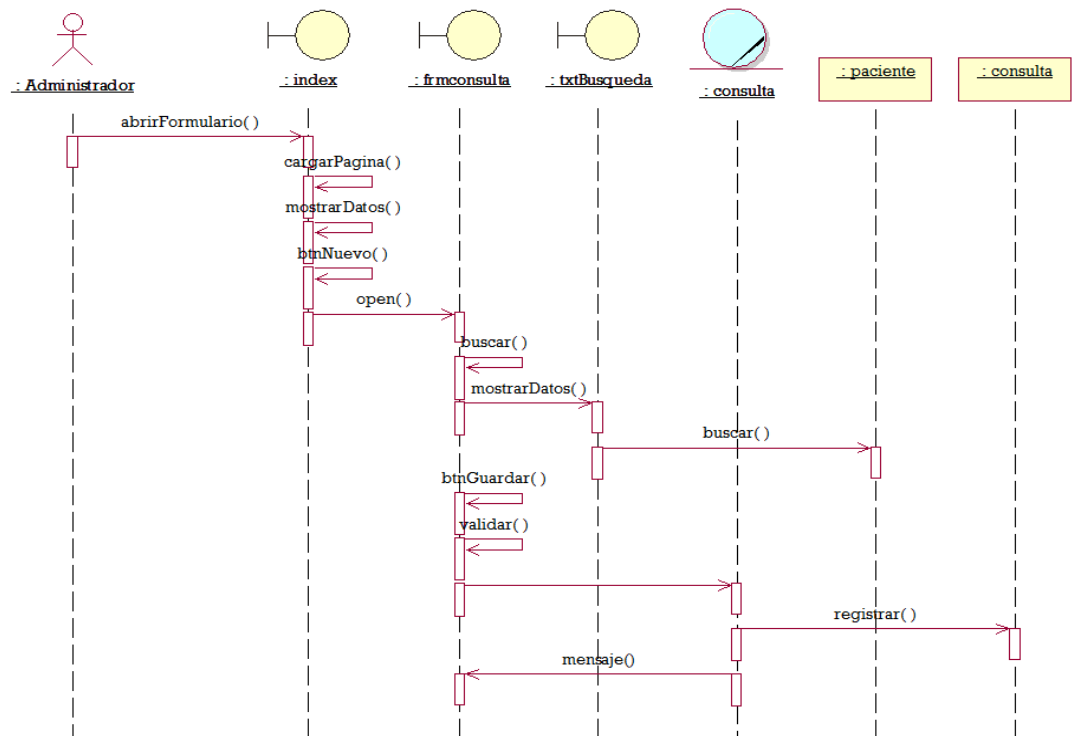 : Administrador
: index
: frmconsulta
: txtBusqueda
: consulta
: paciente
: consulta
abrirFormulario( )
cargarPagina( )
mostrarDatos( )
btnNuevo( )
open( )
buscar( )
mostrarDatos( )
buscar( )
btnGuardar( )
validar( )
registrar( )
mensaje()